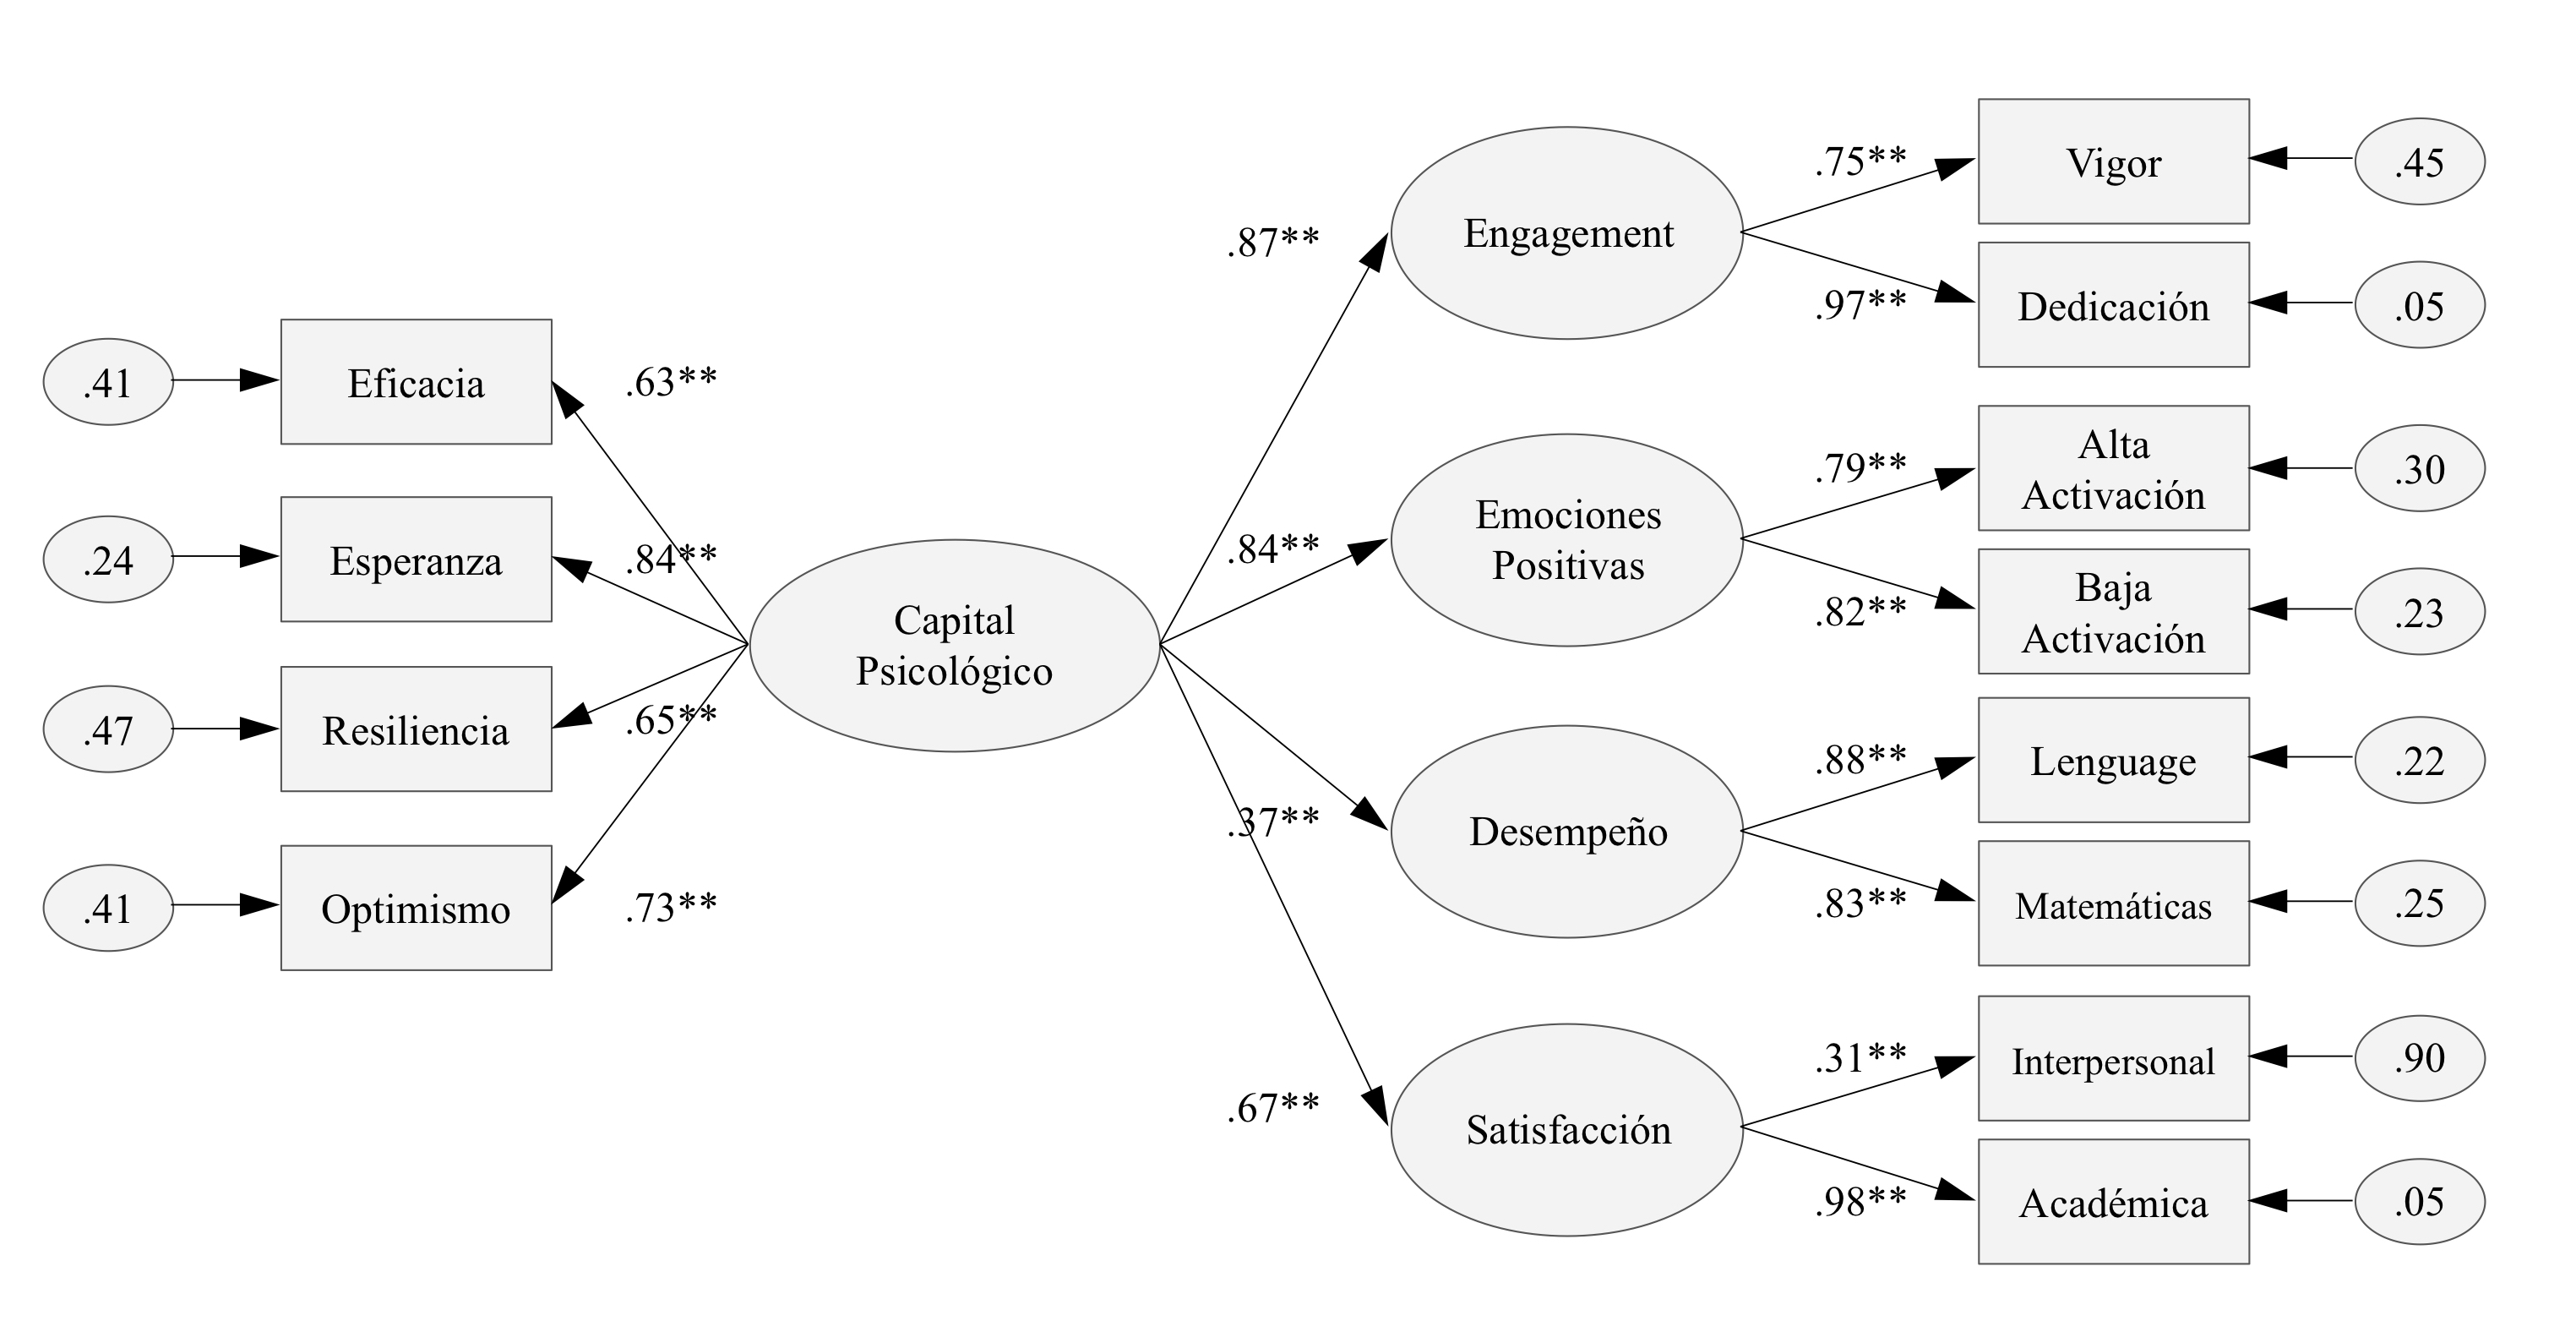 .41
Eficacia
.63**
.24
Esperanza
.84**
.47
Resiliencia
.65**
.41
Optimismo
.73**
Capital
Psicológico
.87**
Engagement
.75**
Vigor
.45
.97**
Dedicación
.05
.84**
Emociones
Positivas
.79**
Alta
Activación
.30
.82**
Baja
Activación
.23
.37**
Desempeño
.88**
Lenguage
.22
.83**
Matemáticas
.25
.67**
Satisfacción
.31**
Interpersonal
.90
.98**
Académica
.05